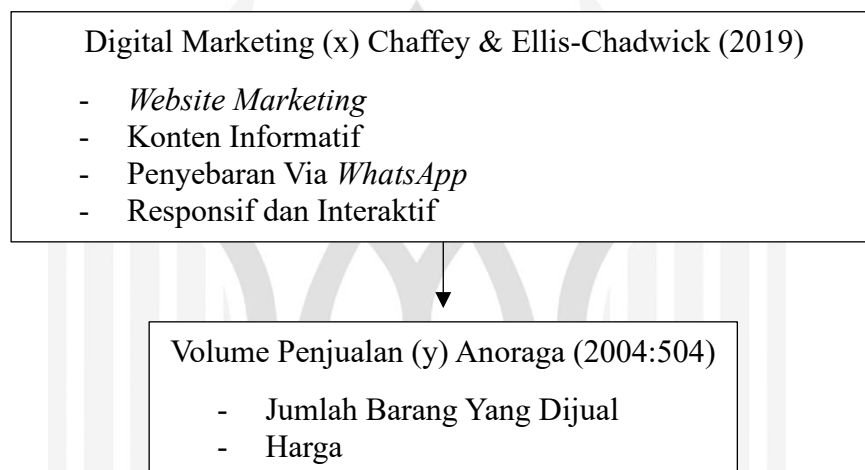 Digital Marketing (x) Chaffey & Ellis-Chadwick (2019)
- Website Marketing
- Konten Informatif
- Penyebaran Via WhatsApp
- Responsif dan Interaktif
Volume Penjualan (y) Anoraga (2004:504)
- Jumlah Barang Yang Dijual
- Harga